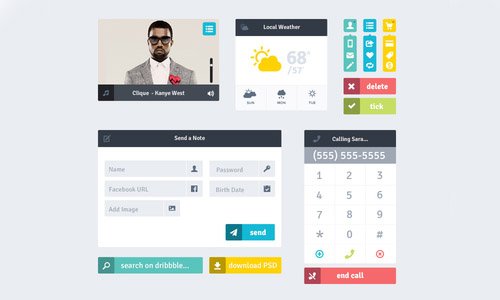 Clique - Kanye West
Local Weather
68°
/57°
SUN
MON
TUE
delete
tick
Send a Note
Name
Password
Facebook URL
Birth Date
Add Image
send
search on dribbble...
download PSD
Calling Sara...
(555) 555-5555
1 2 3
4 5 6
7 8 9
* 0 #
end call